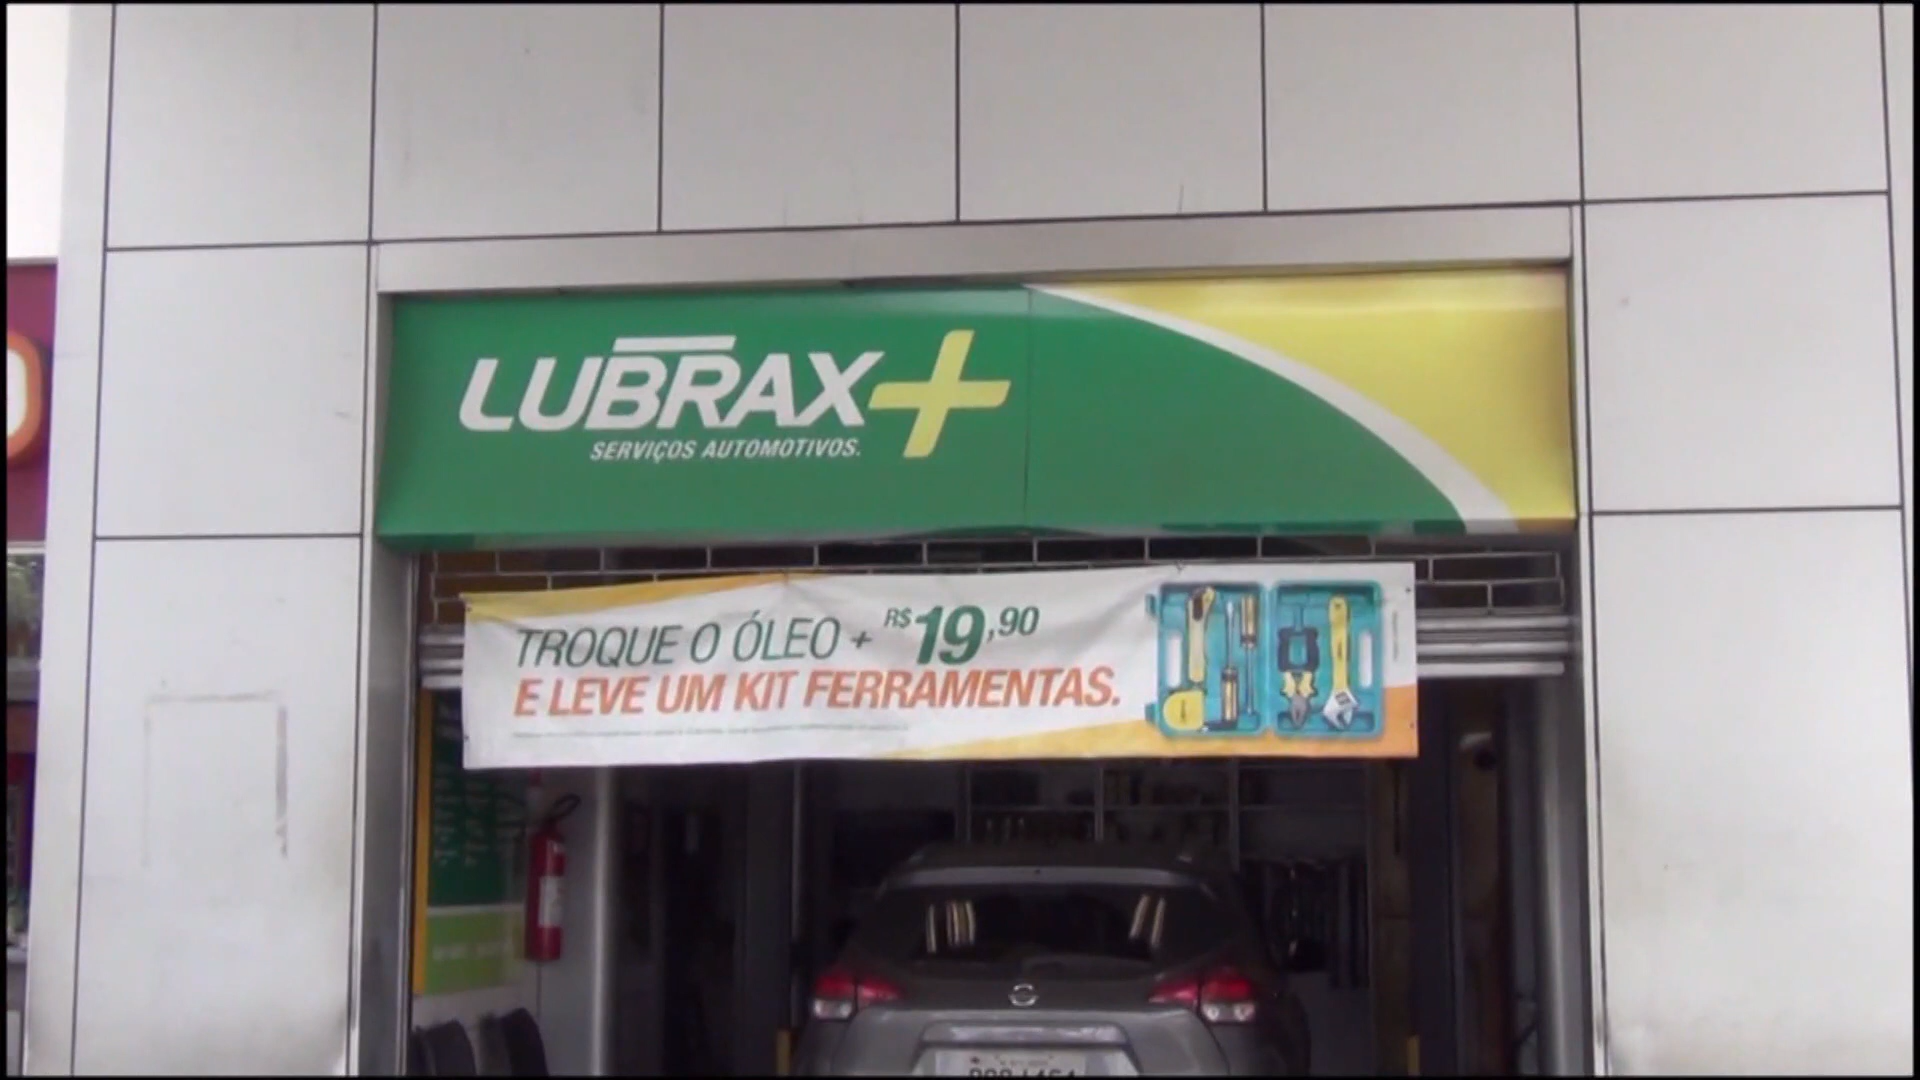 LUBRAX+
SERVIÇOS AUTOMOTIVOS.
TROQUE O ÓLEO + R$ 19,90
E LEVE UM KIT FERRAMENTAS.